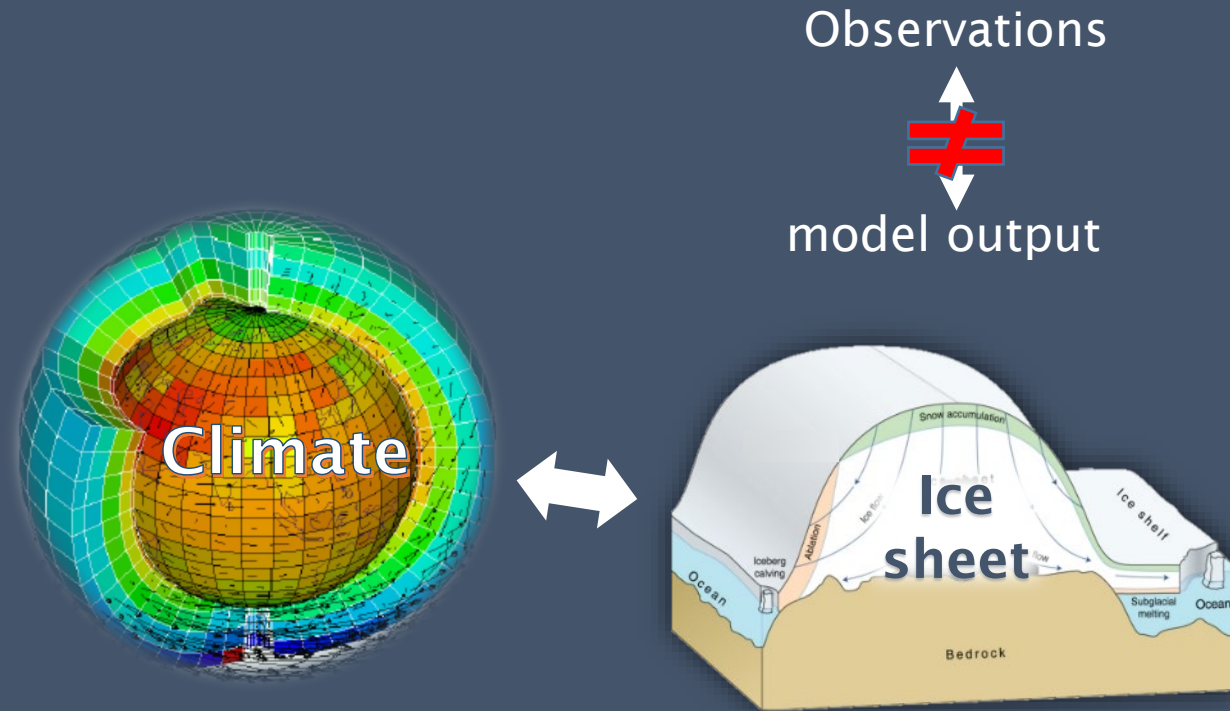 Observations
≠
model output
Climate
Snow accumulation
Ice
sheet
Ice flow
flow
Ablation
Iceberg
calving
Ocean
Ice shelf
Subglacial
melting
Ocean
Bedrock